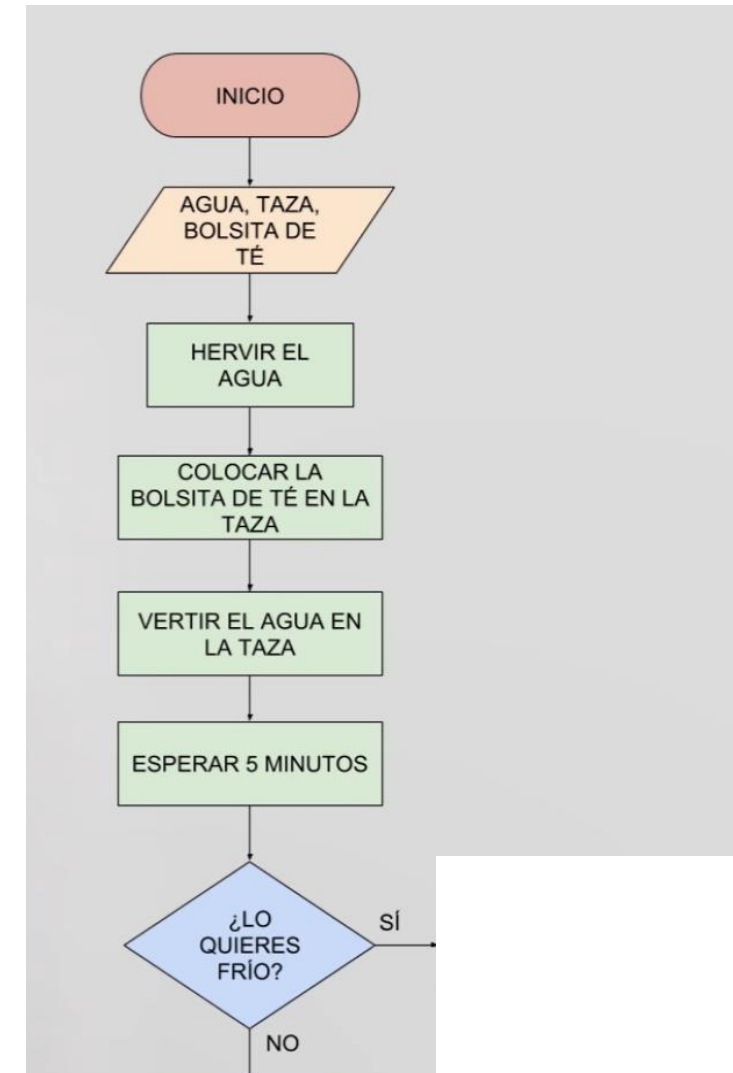 INICIO
AGUA, TAZA,
BOLSITA DE
TÉ
HERVIR EL
AGUA
COLOCAR LA
BOLSITA DE TÉ EN LA
TAZA
VERTIR EL AGUA EN
LA TAZA
ESPERAR 5 MINUTOS
¿LO
QUIERES
FRÍO?
SÍ
NO